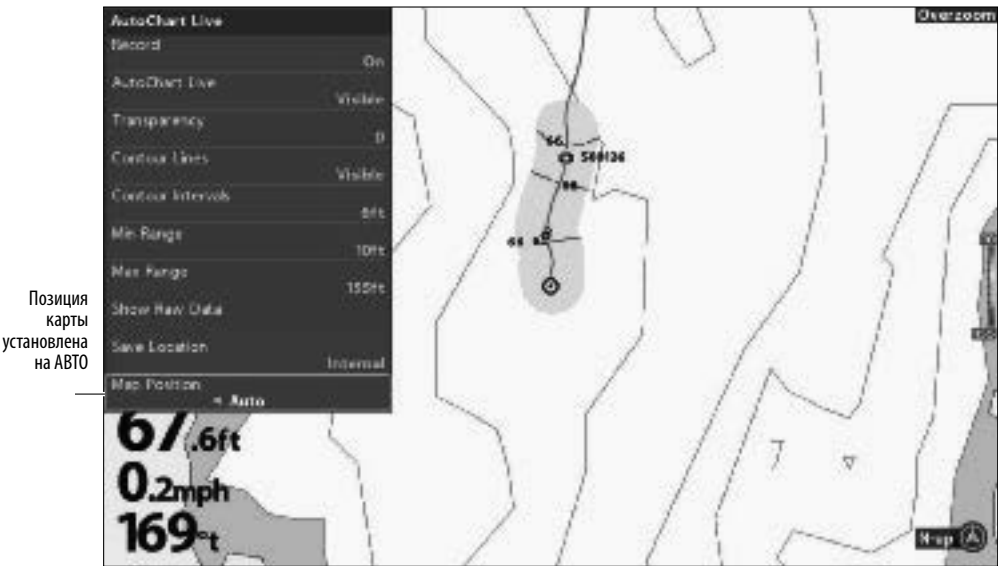 AutoChart Live
Overzoom
Record
On
AutoChart Live
Visible
Transparency
0
Contour Lines
Visible
Contour Intervals
Min Range
10ft
Max Range
Show Raw Data
Save Location
Internal
Map Position
Auto
Позиция
карты
установлена
на АВТО
66.
66
67.6ft
0.2mph
169°t
N-up